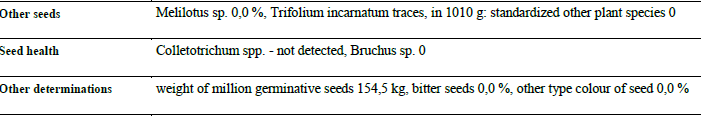 Other seeds Melilotus sp. 0,0 %, Trifolium incarnatum traces, in 1010 g: standardized other plant species 0
Seed health Colletotrichum spp. - not detected, Bruchus sp. 0
Other determinations weight of million germinative seeds 154,5 kg, bitter seeds 0,0 %, other type colour of seed 0,0 %